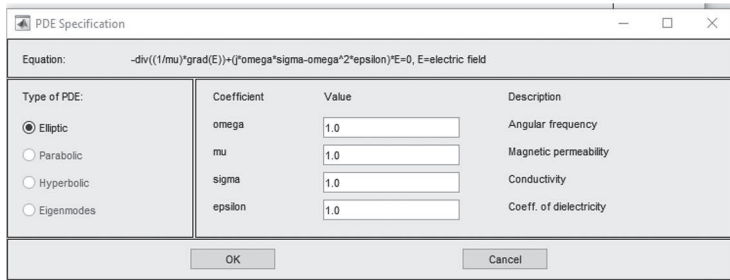 PDE Specification
Equation: -div((1/mu)*grad(E))+(j*omega*sigma-omega^2*epsilon)*E=0, E=electric field
Type of PDE:
Elliptic
Parabolic
Hyperbolic
Eigenmodes
Coefficient Value Description
omega 1.0 Angular frequency
mu 1.0 Magnetic permeability
sigma 1.0 Conductivity
epsilon 1.0 Coeff. of dielectricity
OK Cancel